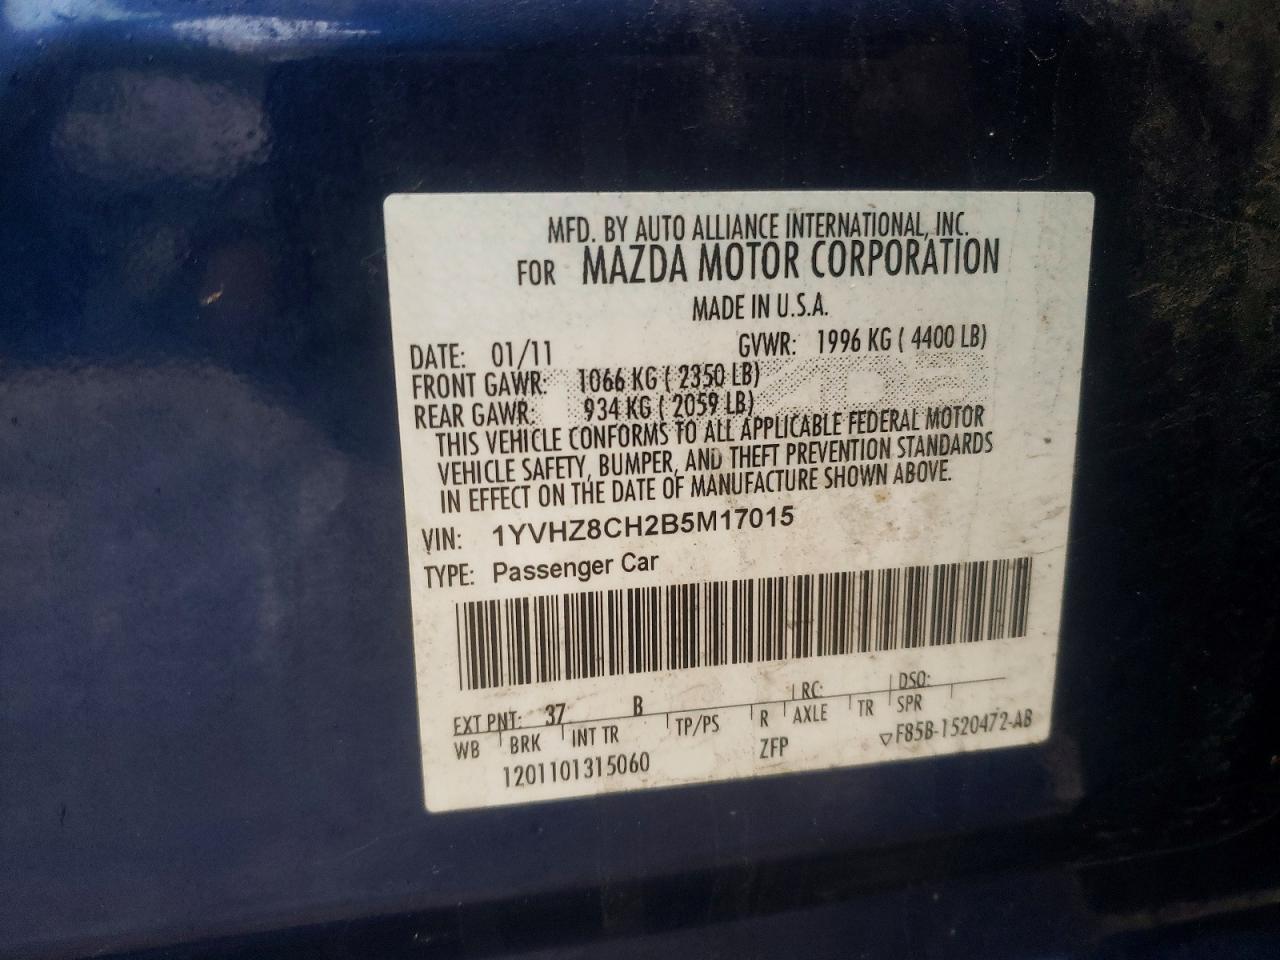 MFD. BY AUTO ALLIANCE INTERNATIONAL, INC.
FOR MAZDA MOTOR CORPORATION
MADE IN U.S.A.
DATE: 01/11 GVWR: 1996 KG ( 4400 LB)
FRONT GAWR: 1066 KG ( 2350 LB)
REAR GAWR: 934 KG ( 2059 LB)
THIS VEHICLE CONFORMS TO ALL APPLICABLE FEDERAL MOTOR
VEHICLE SAFETY, BUMPER, AND THEFT PREVENTION STANDARDS
IN EFFECT ON THE DATE OF MANUFACTURE SHOWN ABOVE.
VIN: 1YVHZ8CH2B5M17015
TYPE: Passenger Car
EXT PNT: 37 B RC: DSO:
WB BRK INT TR TP/PS R AXLE TR SPR
1201101315060 ZFP ▽F85B-1520472-AB